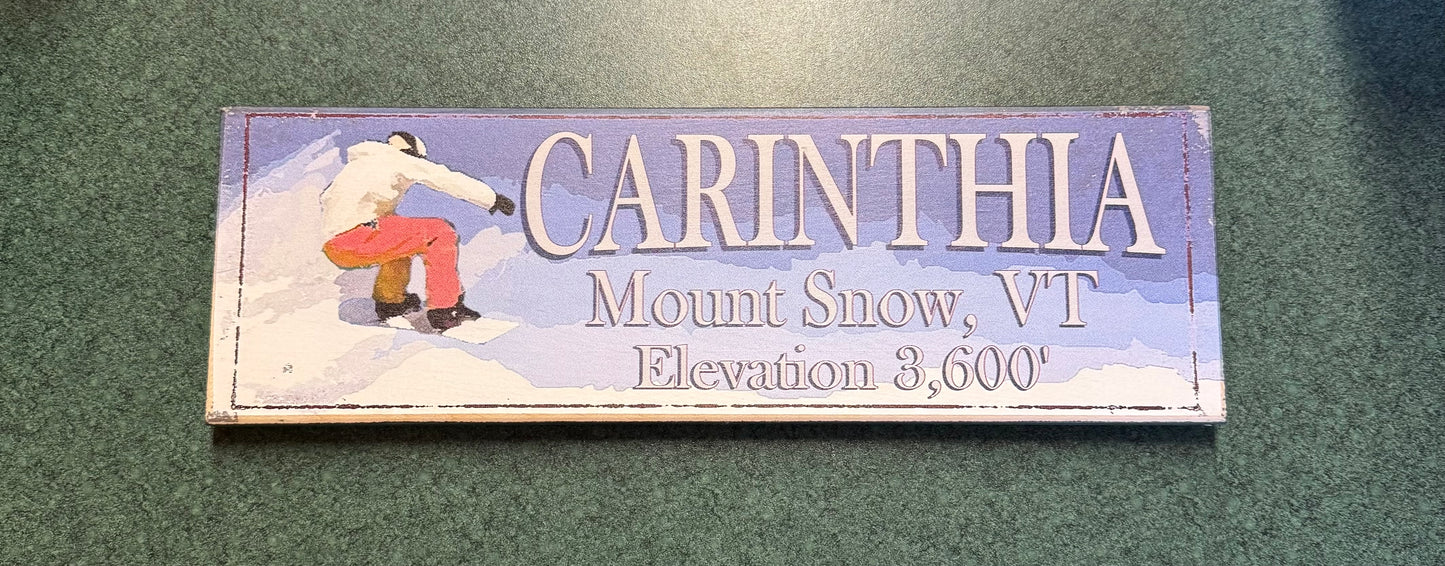 CARINTHIA
Mount Snow, VT
Elevation 3,600'